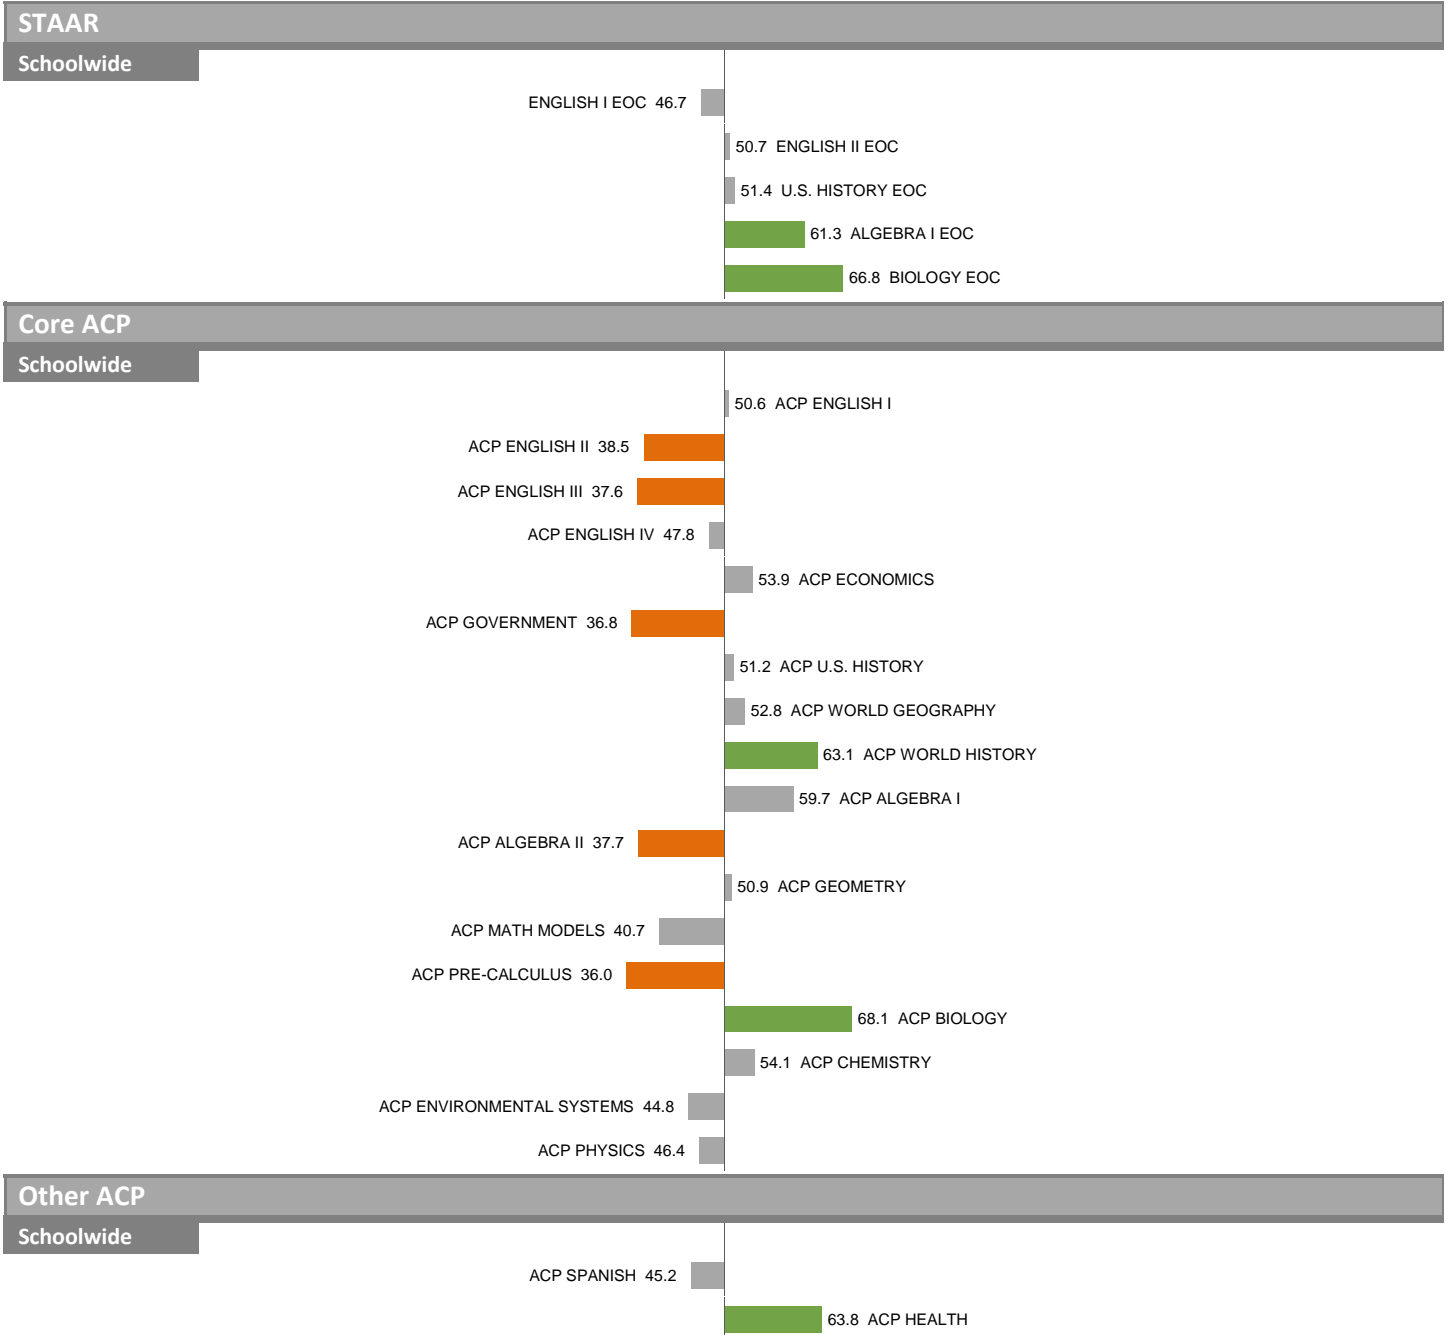 STAAR
Schoolwide
ENGLISH I EOC 46.7
50.7 ENGLISH II EOC
51.4 U.S. HISTORY EOC
61.3 ALGEBRA I EOC
66.8 BIOLOGY EOC
Core ACP
Schoolwide
50.6 ACP ENGLISH I
ACP ENGLISH II 38.5
ACP ENGLISH III 37.6
ACP ENGLISH IV 47.8
53.9 ACP ECONOMICS
ACP GOVERNMENT 36.8
51.2 ACP U.S. HISTORY
52.8 ACP WORLD GEOGRAPHY
63.1 ACP WORLD HISTORY
59.7 ACP ALGEBRA I
ACP ALGEBRA II 37.7
50.9 ACP GEOMETRY
ACP MATH MODELS 40.7
ACP PRE-CALCULUS 36.0
68.1 ACP BIOLOGY
54.1 ACP CHEMISTRY
ACP ENVIRONMENTAL SYSTEMS 44.8
ACP PHYSICS 46.4
Other ACP
Schoolwide
ACP SPANISH 45.2
63.8 ACP HEALTH